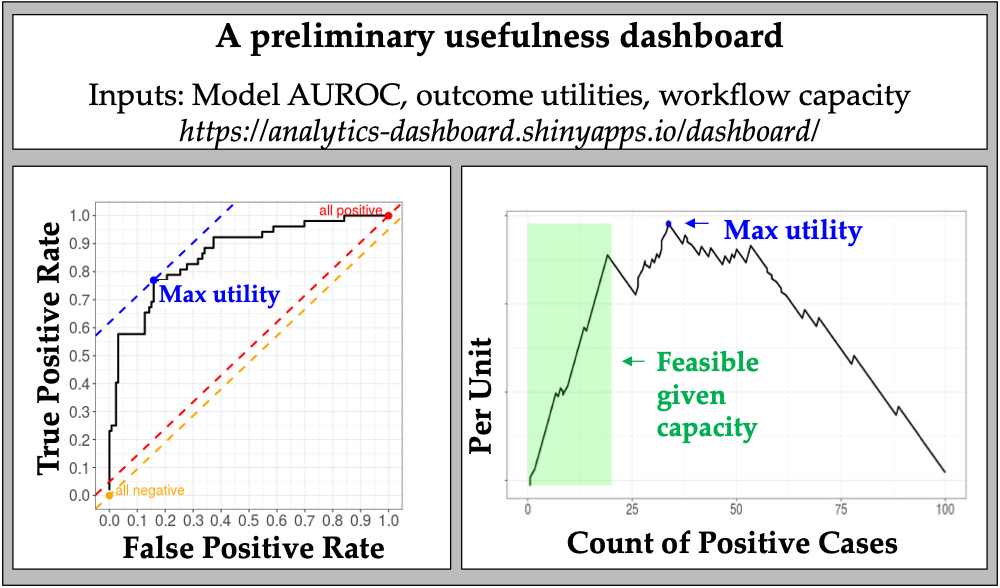 A preliminary usefulness dashboard
Inputs: Model AUROC, outcome utilities, workflow capacity
https://analytics-dashboard.shinyapps.io/dashboard/
True Positive Rate
1.0
0.9
0.8
0.7
0.6
0.5
0.4
0.3
0.2
0.1
0.0
all positive
Max utility
all negative
0.0 0.1 0.2 0.3 0.4 0.5 0.6 0.7 0.8 0.9 1.0
False Positive Rate
Per Unit
Max utility
Feasible
given
capacity
0 25 50 75 100
Count of Positive Cases